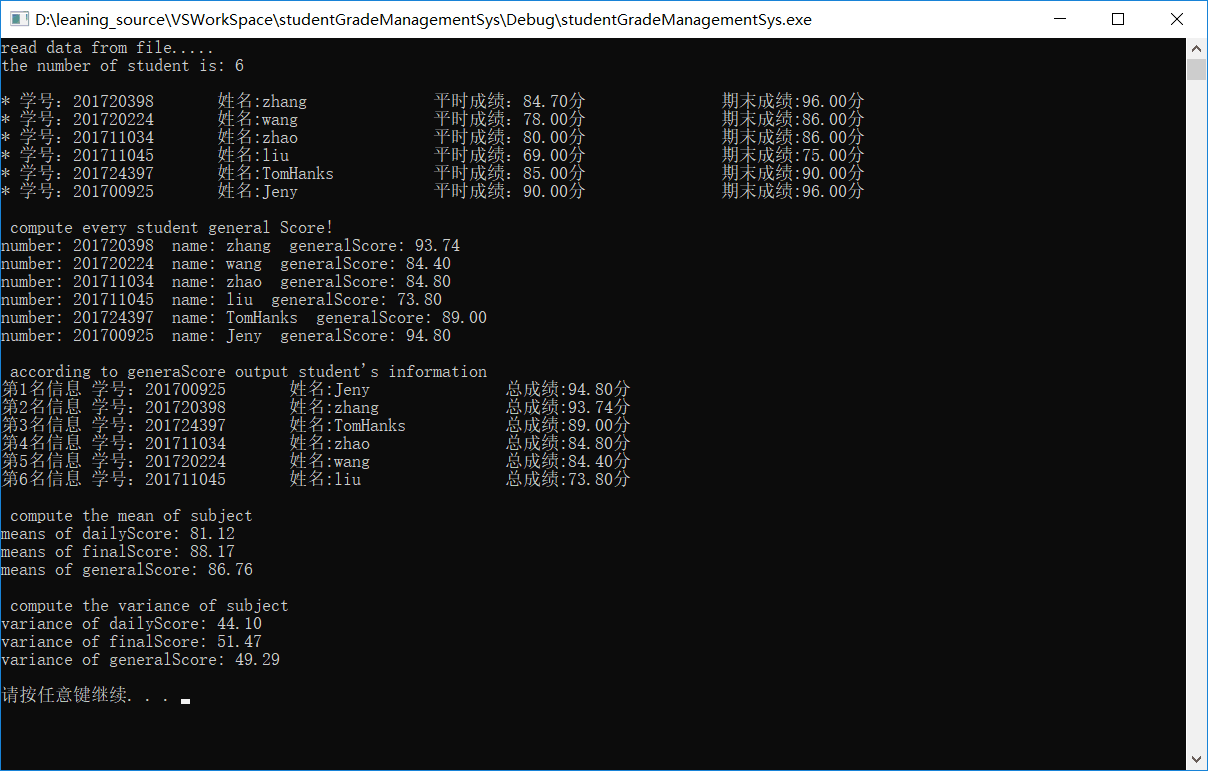 D:\leaning_source\VSWorkSpace\studentGradeManagementSys\Debug\studentGradeManagementSys.exe
read data from file.....
the number of student is: 6
* 学号：201720398 姓名:zhang 平时成绩：84.70分 期末成绩:96.00分
* 学号：201720224 姓名:wang 平时成绩：78.00分 期末成绩:86.00分
* 学号：201711034 姓名:zhao 平时成绩：80.00分 期末成绩:86.00分
* 学号：201711045 姓名:liu 平时成绩：69.00分 期末成绩:75.00分
* 学号：201724397 姓名:TomHanks 平时成绩：85.00分 期末成绩:90.00分
* 学号：201700925 姓名:Jeny 平时成绩：90.00分 期末成绩:96.00分
compute every student general Score!
number: 201720398 name: zhang generalScore: 93.74
number: 201720224 name: wang generalScore: 84.40
number: 201711034 name: zhao generalScore: 84.80
number: 201711045 name: liu generalScore: 73.80
number: 201724397 name: TomHanks generalScore: 89.00
number: 201700925 name: Jeny generalScore: 94.80
according to generaScore output student's information
第1名信息 学号：201700925 姓名:Jeny 总成绩:94.80分
第2名信息 学号：201720398 姓名:zhang 总成绩:93.74分
第3名信息 学号：201724397 姓名:TomHanks 总成绩:89.00分
第4名信息 学号：201711034 姓名:zhao 总成绩:84.80分
第5名信息 学号：201720224 姓名:wang 总成绩:84.40分
第6名信息 学号：201711045 姓名:liu 总成绩:73.80分
compute the mean of subject
means of dailyScore: 81.12
means of finalScore: 88.17
means of generalScore: 86.76
compute the variance of subject
variance of dailyScore: 44.10
variance of finalScore: 51.47
variance of generalScore: 49.29
请按任意键继续. . .